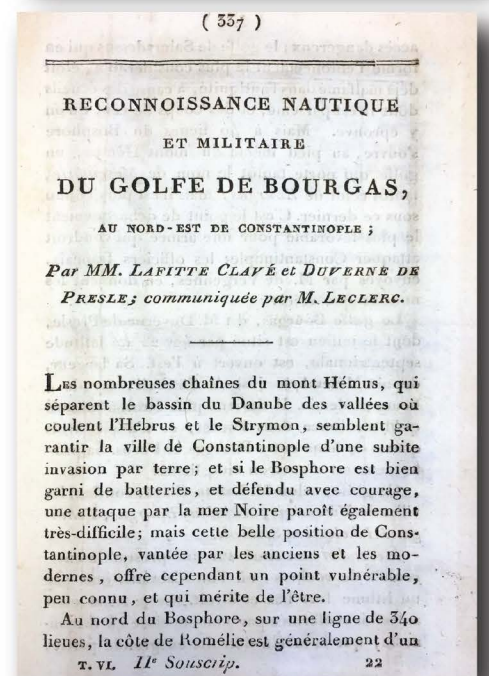 ( 337 )
RECONNOISSANCE NAUTIQUE
ET MILITAIRE
DU GOLFE DE BOURGAS,
AU NORD-EST DE CONSTANTINOPLE ;
Par MM. LAFITTE CLAVÉ et DUVERNE DE
PRESLE ; communiquée par M. LECLERC.
LES nombreuses chaînes du mont Hémus, qui
séparent le bassin du Danube des vallées où
coulent l'Hebrus et le Strymon, semblent ga-
rantir la ville de Constantinople d'une subite
invasion par terre ; et si le Bosphore est bien
garni de batteries, et défendu avec courage,
une attaque par la mer Noire paroît également
très-difficile ; mais cette belle position de Cons-
tantinople, vantée par les anciens et les mo-
dernes , offre cependant un point vulnérable,
peu connu , et qui mérite de l'être.
Au nord du Bosphore, sur une ligne de 340
lieues, la côte de Romélie est généralement d'un
T. VI. IIe Souscrip. 22